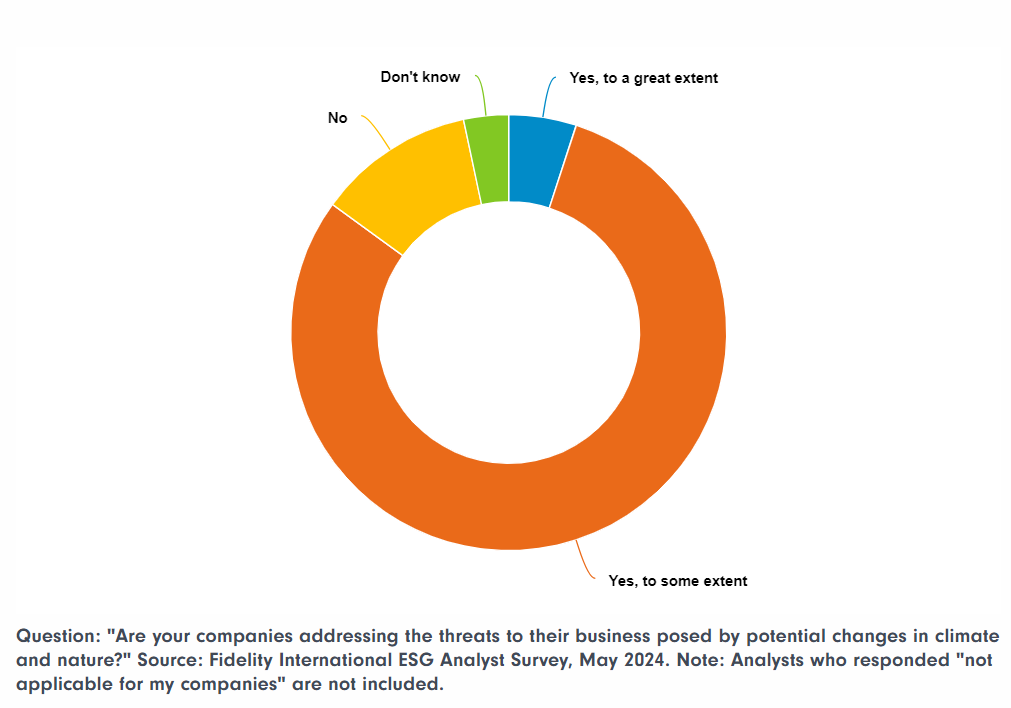 Don't know
Yes, to a great extent
No
Yes, to some extent
Question: "Are your companies addressing the threats to their business posed by potential changes in climate
and nature?" Source: Fidelity International ESG Analyst Survey, May 2024. Note: Analysts who responded "not
applicable for my companies" are not included.